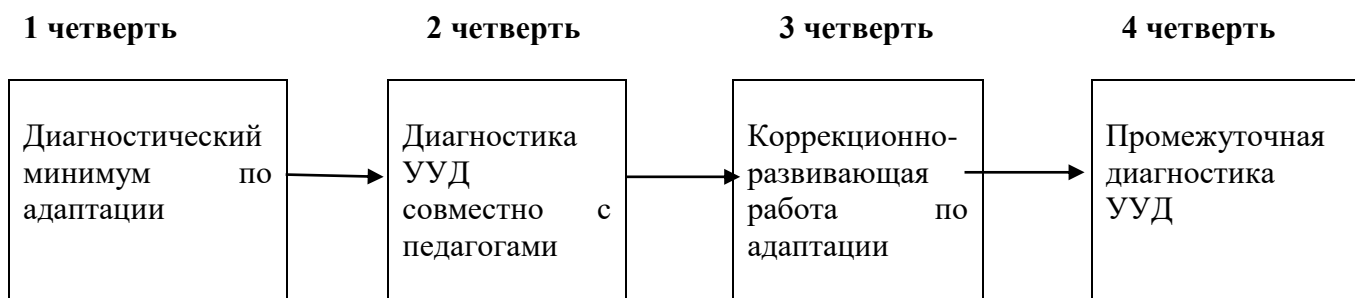 1 четверть
2 четверть
3 четверть
4 четверть
Диагностический
минимум по
адаптации
Диагностика
УУД
совместно с
педагогами
Коррекционно-
развивающая
работа по
адаптации
Промежуточная
диагностика
УУД